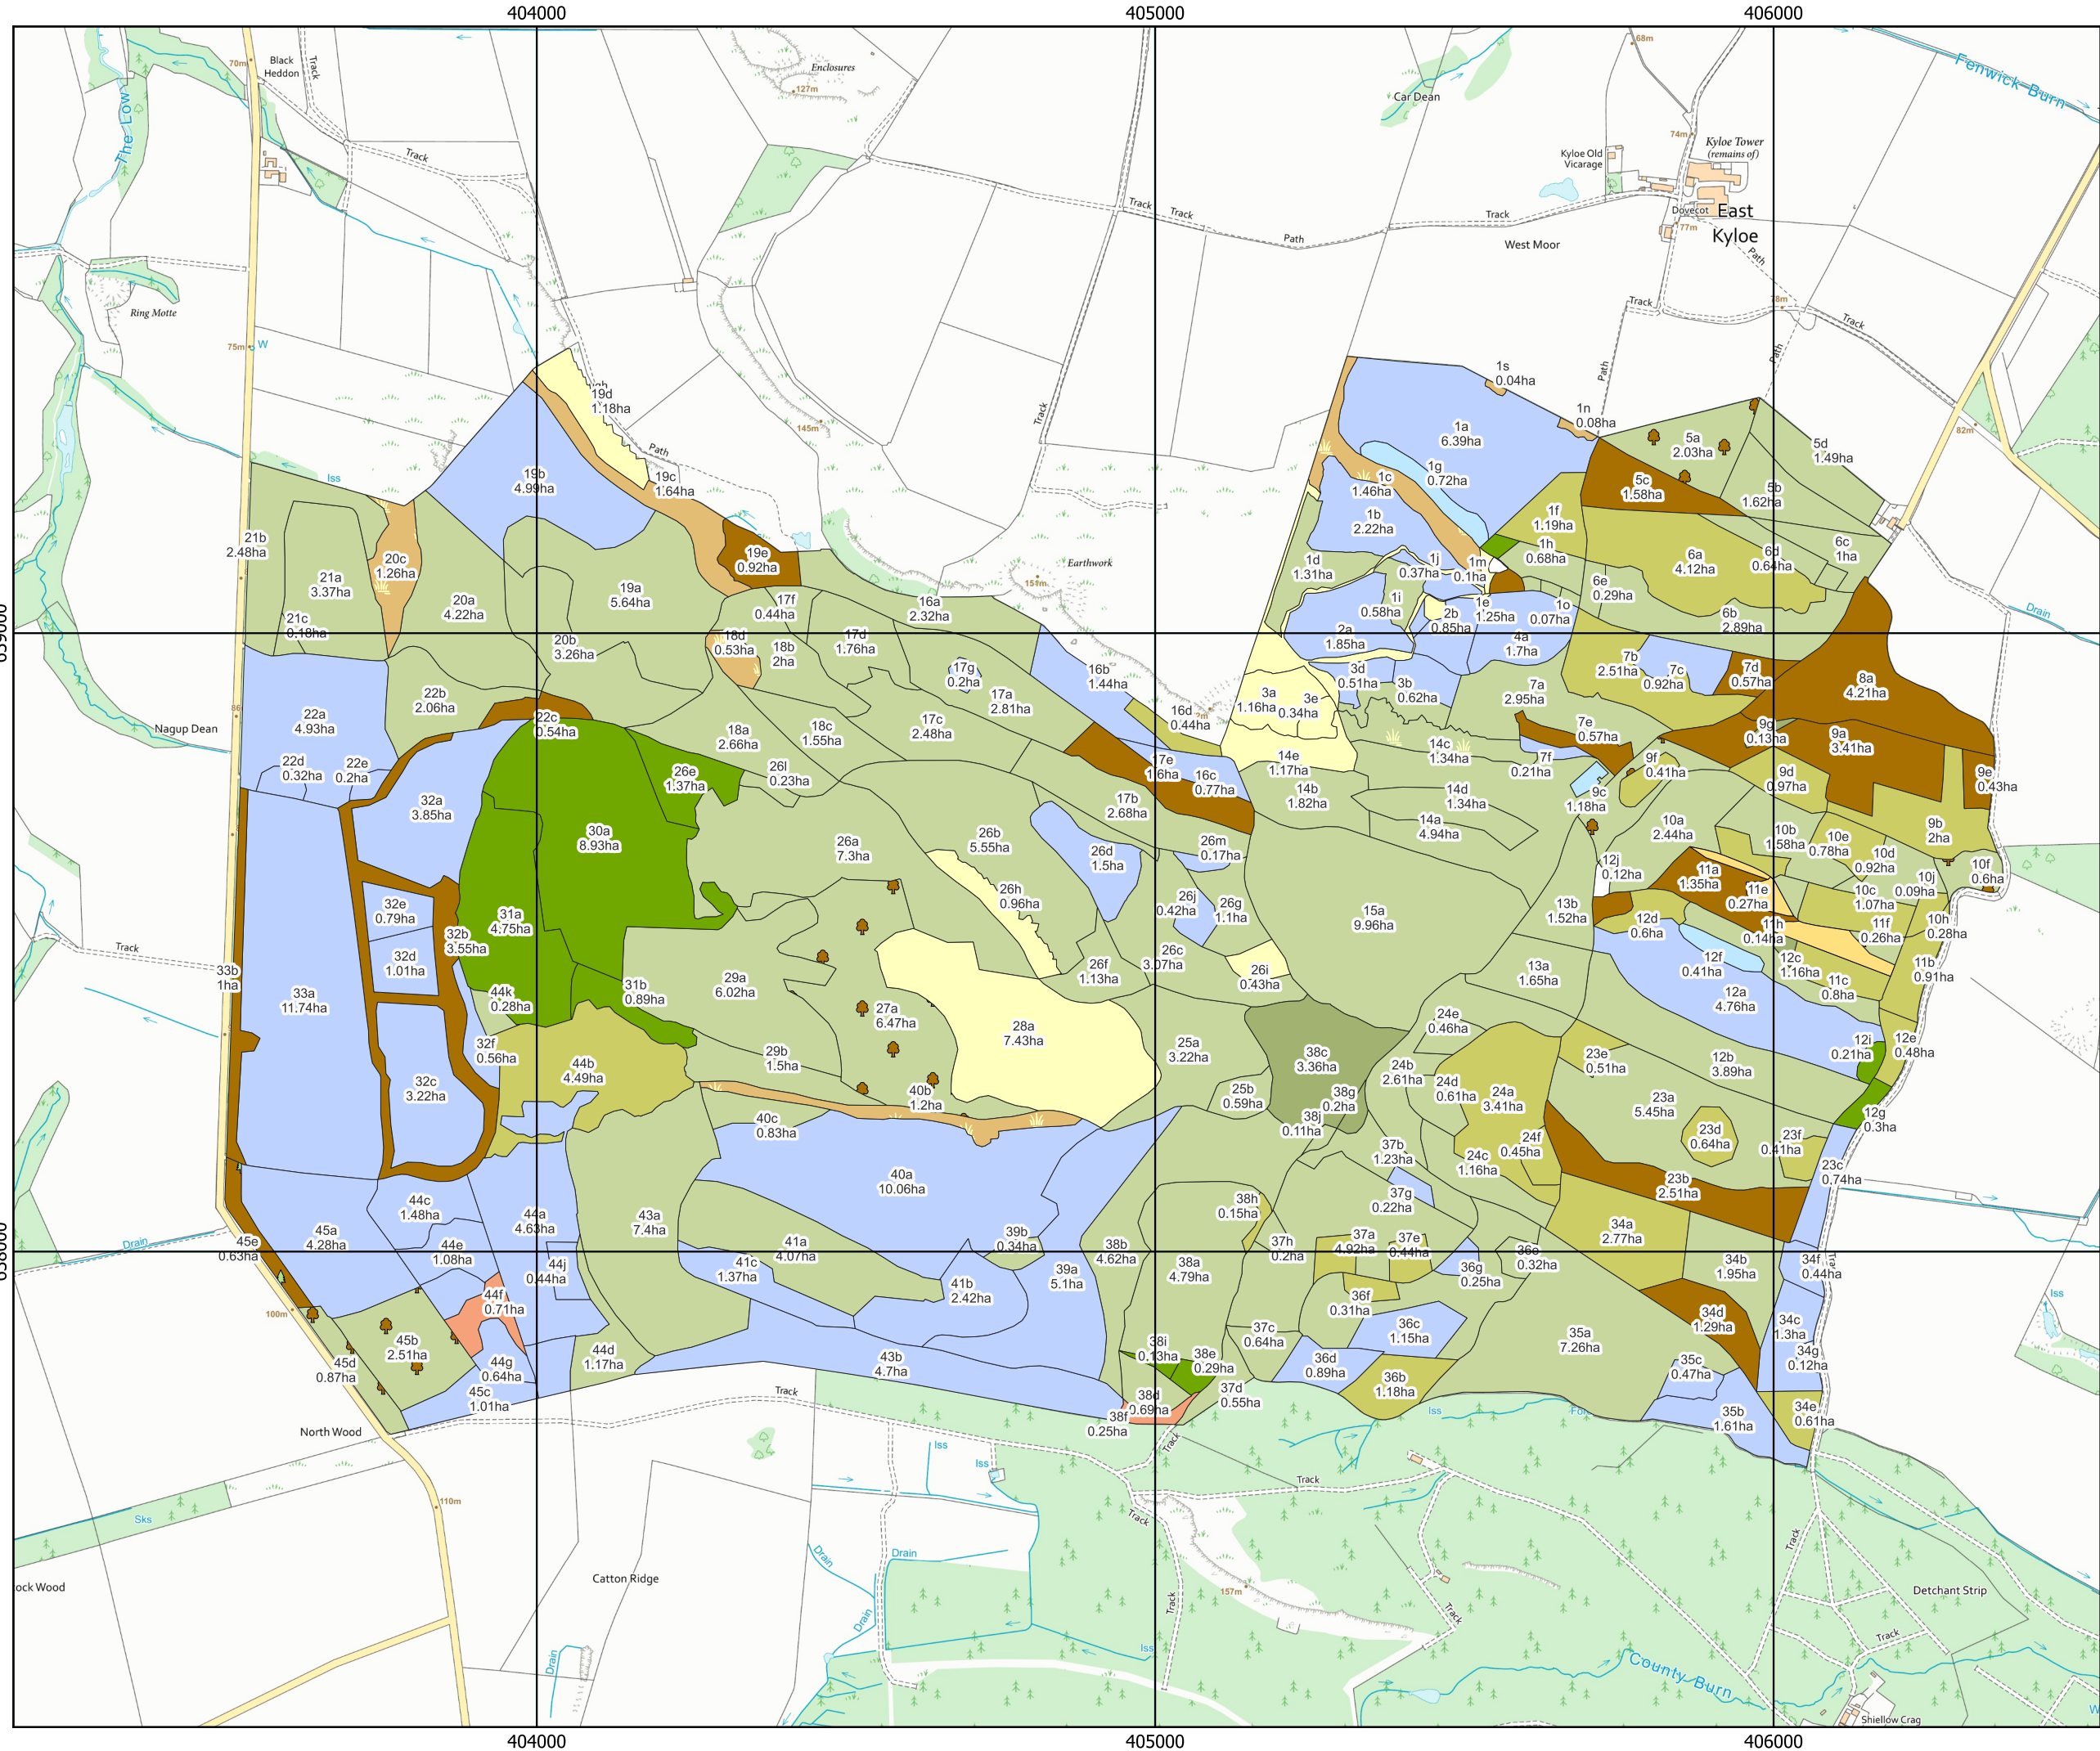 404000
405000
406000
68m
Black
Heddon
Track
70m
Enclosures
127m
The Low
Car Dean
Fenwick Burn
74m
Kyloe Tower
(remains of)
Kyloe Old
Vicarage
Track
Track
Track
Path
Track
Dovecot
East
Kyloe
77m
West Moor
Path
Ring Motte
75m
W
Track
78m
Track
Path
Path
Track
1s
0.04ha
1n
0.08ha
19d
1.18ha
145m
Path
82m
1a
6.39ha
5a
2.03ha
5d
1.49ha
Iss
19b
4.99ha
19c
1.64ha
1c
1.46ha
1g
0.72ha
5c
1.58ha
5b
1.62ha
1b
2.22ha
1f
1.19ha
21b
2.48ha
20c
1.26ha
19e
0.92ha
Earthwork
151m
1d
1.31ha
1j
0.37ha
1m
0.1ha
1h
0.68ha
6a
4.12ha
6d
0.64ha
6c
1ha
21a
3.37ha
20a
4.22ha
19a
5.64ha
17f
0.44ha
16a
2.32ha
1i
0.58ha
2b
0.85ha
1e
1.25ha
1o
0.07ha
6e
0.29ha
6b
2.89ha
Drain
21c
0.18ha
20b
3.26ha
18d
0.53ha
18b
2ha
17d
1.76ha
2a
1.85ha
4a
1.7ha
17g
0.2ha
16b
1.44ha
3d
0.51ha
3b
0.62ha
7b
2.51ha
7c
0.92ha
7d
0.57ha
8a
4.21ha
22b
2.06ha
17a
2.81ha
3a
1.16ha
3e
0.34ha
7a
2.95ha
22a
4.93ha
22c
0.54ha
18a
2.66ha
18c
1.55ha
17c
2.48ha
16d
0.44ha
7e
0.57ha
9g
0.13ha
9a
3.41ha
Nagup Dean
22d
0.32ha
22e
0.2ha
26e
1.37ha
26l
0.23ha
17e
1.6ha
16c
0.77ha
14e
1.17ha
14c
1.34ha
7f
0.21ha
9f
0.41ha
9d
0.97ha
9e
0.43ha
32a
3.85ha
17b
2.68ha
14b
1.82ha
14d
1.34ha
9c
1.18ha
30a
8.93ha
26a
7.3ha
26b
5.55ha
26d
1.5ha
26m
0.17ha
14a
4.94ha
10a
2.44ha
10b
1.58ha
10e
0.78ha
9b
2ha
10d
0.92ha
12j
0.12ha
11a
1.35ha
11e
0.27ha
10j
0.09ha
10f
0.6ha
10c
1.07ha
26h
0.96ha
26j
0.42ha
26g
1.1ha
15a
9.96ha
13b
1.52ha
12d
0.6ha
11h
0.14ha
11f
0.26ha
10h
0.28ha
32e
0.79ha
31a
4.75ha
32b
3.55ha
32d
1.01ha
Track
33b
1ha
33a
11.74ha
44k
0.28ha
31b
0.89ha
29a
6.02ha
26f
1.13ha
26c
3.07ha
26i
0.43ha
13a
1.65ha
12f
0.41ha
12c
1.16ha
11c
0.8ha
11b
0.91ha
12a
4.76ha
27a
6.47ha
28a
7.43ha
24e
0.46ha
32f
0.56ha
32c
3.22ha
44b
4.49ha
29b
1.5ha
25a
3.22ha
38c
3.36ha
24b
2.61ha
23e
0.51ha
12b
3.89ha
12i
0.21ha
12e
0.48ha
40b
1.2ha
25b
0.59ha
38g
0.2ha
24d
0.61ha
24a
3.41ha
23a
5.45ha
12g
0.3ha
40c
0.83ha
38j
0.11ha
37b
1.23ha
24c
1.16ha
24f
0.45ha
23d
0.64ha
23f
0.41ha
40a
10.06ha
23b
2.51ha
23c
0.74ha
44c
1.48ha
44a
4.63ha
43a
7.4ha
38h
0.15ha
37g
0.22ha
34a
2.77ha
45e
0.63ha
45a
4.28ha
44e
1.08ha
41a
4.07ha
39b
0.34ha
38b
4.62ha
37h
0.2ha
37a
4.92ha
37e
0.44ha
36e
0.32ha
Drain
44j
0.44ha
41c
1.37ha
41b
2.42ha
39a
5.1ha
38a
4.79ha
36g
0.25ha
34b
1.95ha
34f
0.44ha
100m
44f
0.71ha
36f
0.31ha
36c
1.15ha
34d
1.29ha
34c
1.3ha
Iss
45b
2.51ha
44d
1.17ha
43b
4.7ha
38i
0.13ha
38e
0.29ha
37c
0.64ha
36d
0.89ha
36b
1.18ha
35a
7.26ha
35c
0.47ha
34g
0.12ha
45d
0.87ha
44g
0.64ha
45c
1.01ha
38d
0.69ha
37d
0.55ha
38f
0.25ha
35b
1.61ha
34e
0.61ha
North Wood
Track
Iss
Iss
Iss
Track
Track
110m
Sks
Track
Drain
Drain
Catton Ridge
157m
Track
Track
Track
Detchant Strip
Drain
Iss
Track
County Burn
Drain
Shiellow Crag
ock Wood
404000
405000
406000